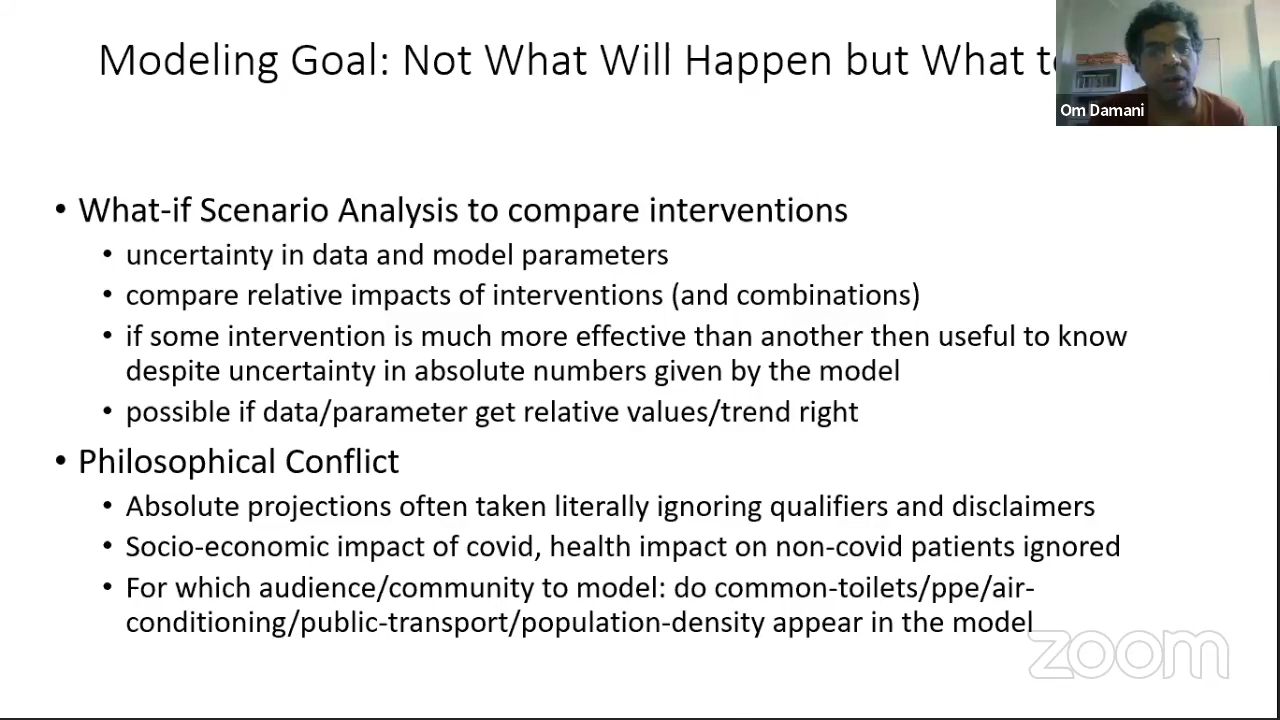 Modeling Goal: Not What Will Happen but What to
Om Damani
• What-if Scenario Analysis to compare interventions
• uncertainty in data and model parameters
• compare relative impacts of interventions (and combinations)
• if some intervention is much more effective than another then useful to know
despite uncertainty in absolute numbers given by the model
• possible if data/parameter get relative values/trend right
• Philosophical Conflict
• Absolute projections often taken literally ignoring qualifiers and disclaimers
• Socio-economic impact of covid, health impact on non-covid patients ignored
• For which audience/community to model: do common-toilets/ppe/air-
conditioning/public-transport/population-density appear in the model
zoom